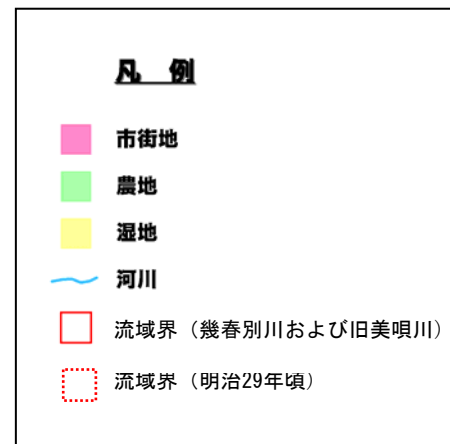 凡　例
市街地
農地
湿地
河川
流域界（幾春別川および旧美唄川）
流域界（明治29年頃）